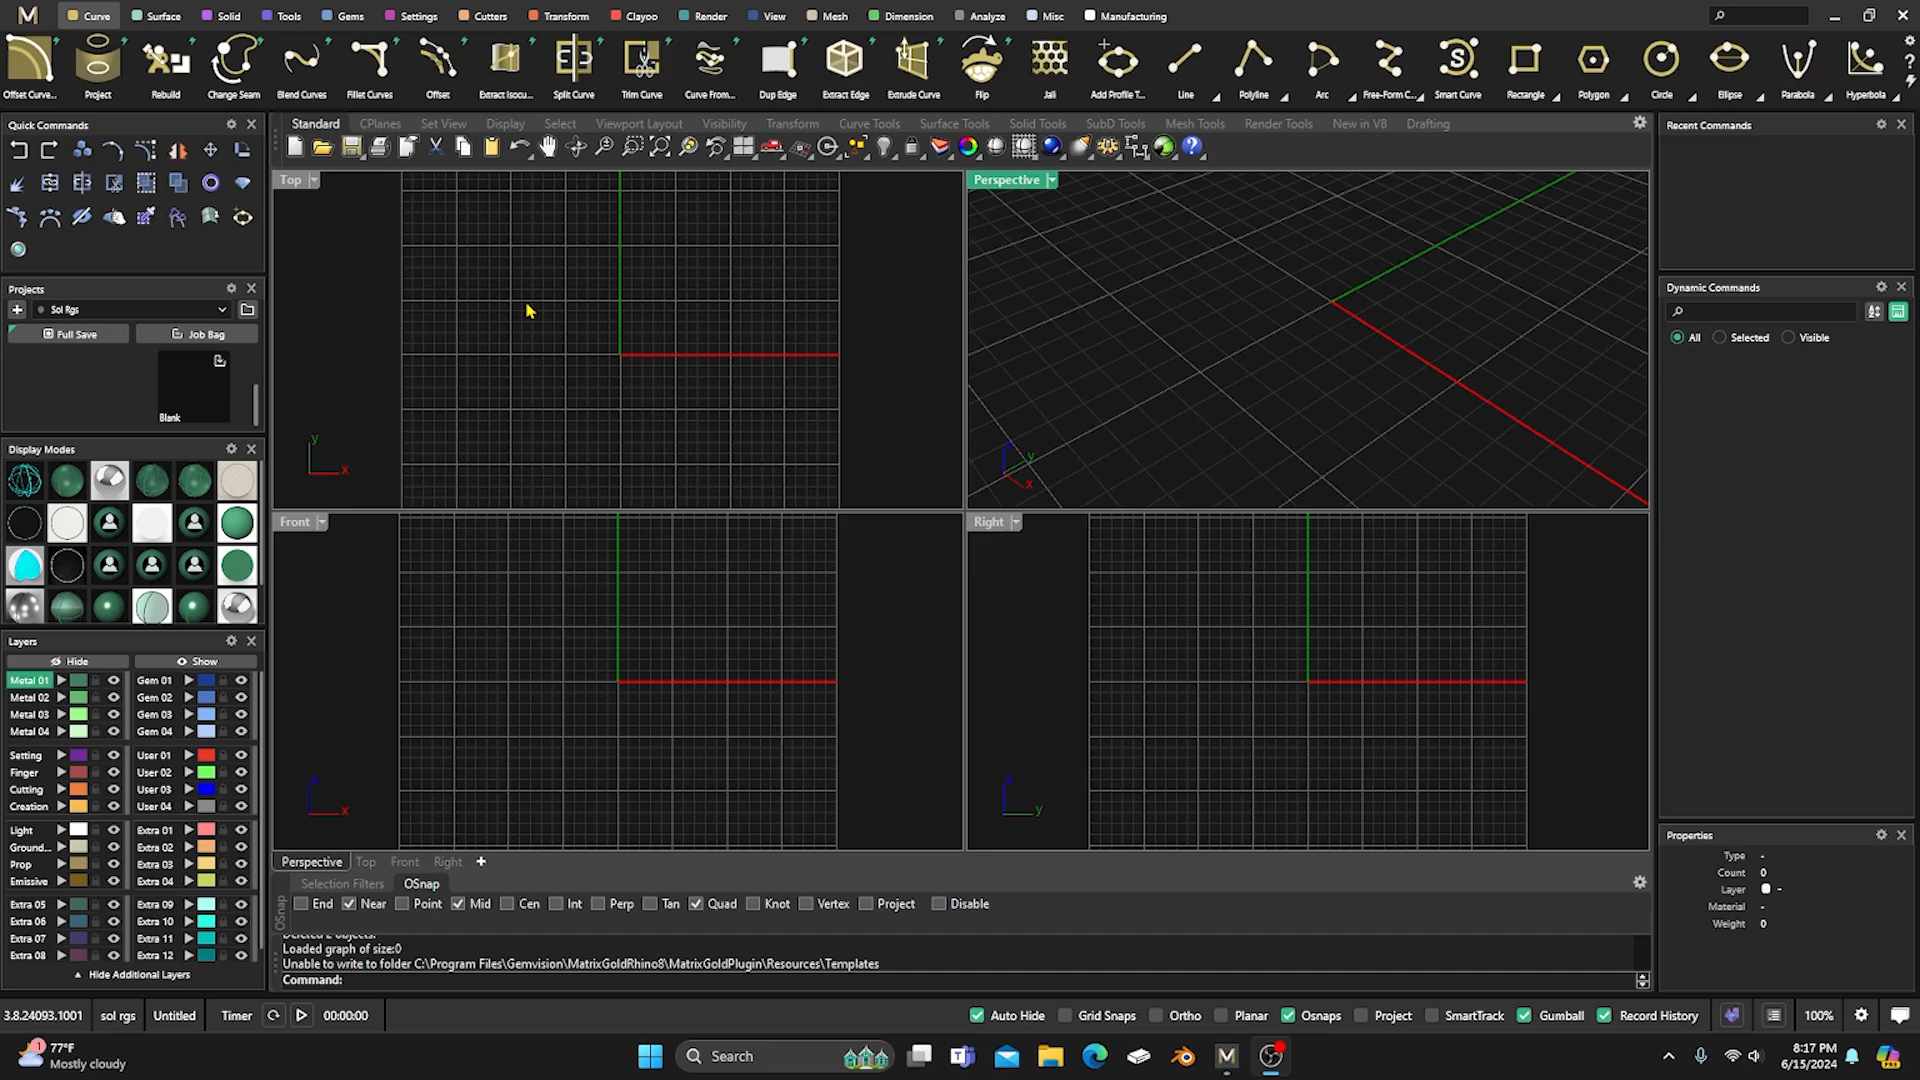 Curve Surface Solid Tools Gems Settings Cutters Transform Clayoo Render View Mesh Dimension Analyze Misc Manufacturing
Offset Curve... Project Rebuild Change Seam Blend Curves Fillet Curves Offset Extract Isocu... Split Curve Trim Curve Curve From... Dup Edge Extract Edge Extrude Curve Flip Jali Add Profile T... Line Polyline Arc Free-Form C... Smart Curve Rectangle Polygon Circle Ellipse Parabola Hyperbola
Quick Commands
Standard CPlanes Set View Display Select Viewport Layout Visibility Transform Curve Tools Surface Tools Solid Tools SubD Tools Mesh Tools Render Tools New in V8 Drafting
Recent Commands
Top
y
x
Perspective
y
x
Projects
Sol Rgs
Full Save Job Bag
Blank
Dynamic Commands
All Selected Visible
Display Modes
Front
x
Right
y
Layers
Hide Show
Metal 01 Gem 01
Metal 02 Gem 02
Metal 03 Gem 03
Metal 04 Gem 04
Setting User 01
Finger User 02
Cutting User 03
Creation User 04
Light Extra 01
Ground... Extra 02
Prop Extra 03
Emissive Extra 04
Extra 05 Extra 09
Extra 06 Extra 10
Extra 07 Extra 11
Extra 08 Extra 12
Hide Additional Layers
Properties
Type -
Count 0
Layer -
Material -
Weight 0
Perspective Top Front Right
Selection Filters OSnap
OSnap
End Near Point Mid Cen Int Perp Tan Quad Knot Vertex Project Disable
Deleted 2 objects.
Loaded graph of size:0
Unable to write to folder C:\Program Files\Gemvision\MatrixGoldRhino8\MatrixGoldPlugin\Resources\Templates
Command:
3.8.24093.1001 sol rgs Untitled Timer 00:00:00 Auto Hide Grid Snaps Ortho Planar Osnaps Project SmartTrack Gumball Record History 100%
1
77°F
Mostly cloudy
Search
8:17 PM
6/15/2024